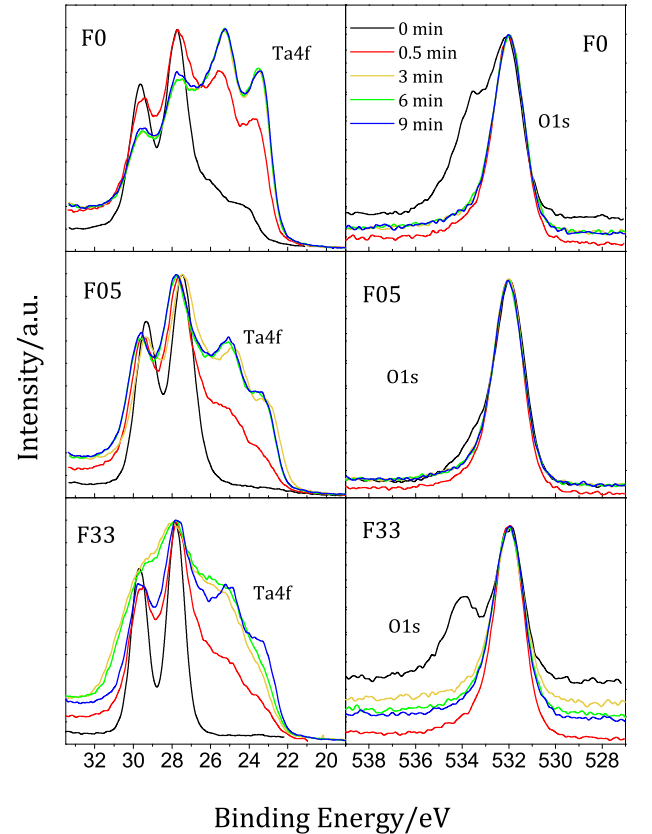 F0
Ta4f
0 min
0.5 min
3 min
6 min
9 min
F0
O1s
F05
Ta4f
F05
O1s
F33
Ta4f
F33
O1s
Intensity/a.u.
32 30 28 26 24 22 20
538 536 534 532 530 528
Binding Energy/eV